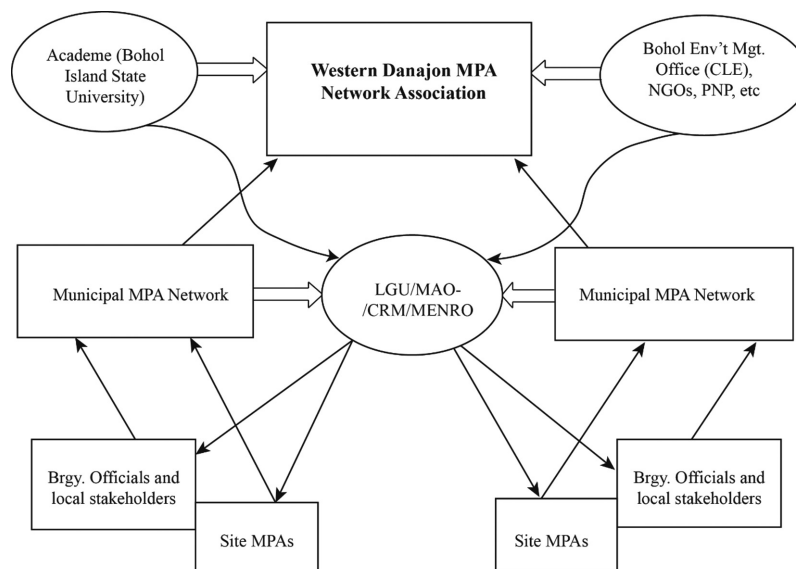 Academe (Bohol
Island State
University)
Western Danajon MPA
Network Association
Bohol Env't Mgt.
Office (CLE),
NGOs, PNP, etc
Municipal MPA Network
LGU/MAO-
/CRM/MENRO
Municipal MPA Network
Brgy. Officials and
local stakeholders
Site MPAs
Site MPAs
Brgy. Officials and
local stakeholders